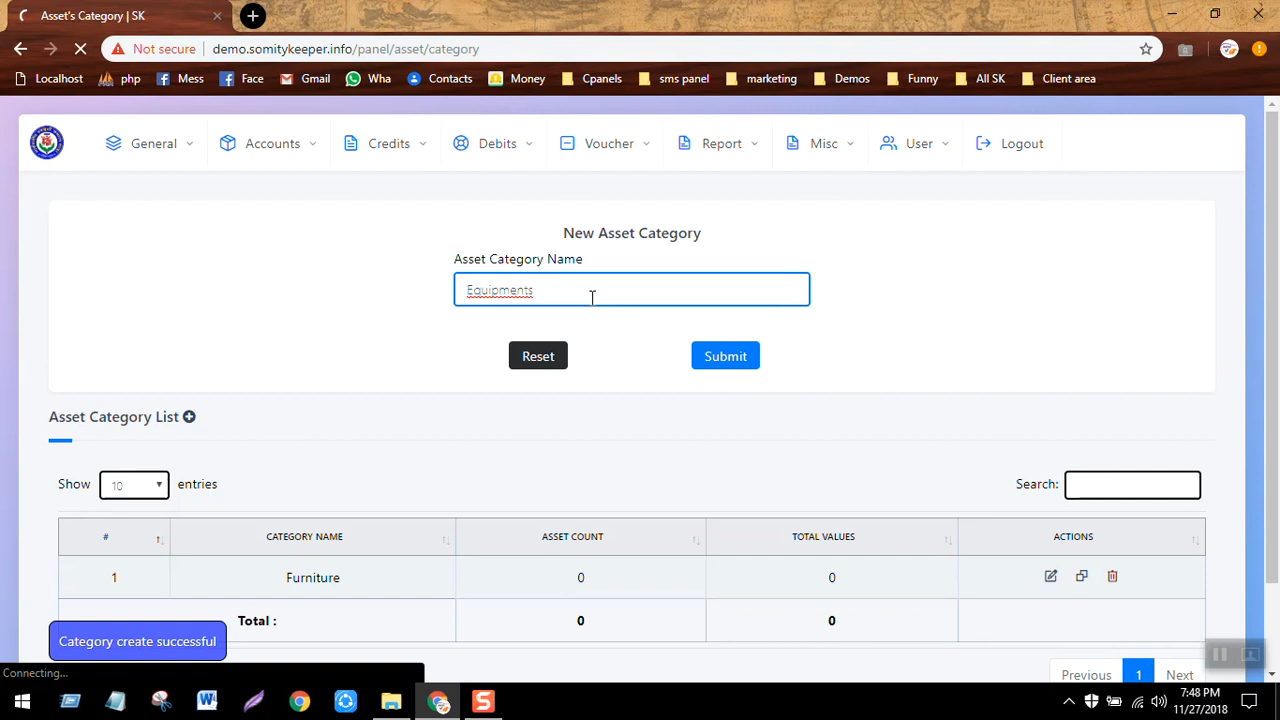 Asset's Category | SK
Not secure demo.somitykeeper.info/panel/asset/category
Localhost php Mess Face Gmail Wha Contacts Money Cpanels sms panel marketing Demos Funny All SK Client area
General Accounts Credits Debits Voucher Report Misc User Logout
New Asset Category
Asset Category Name
Equipments
Reset Submit
Asset Category List
Show 10 entries Search:
# CATEGORY NAME ASSET COUNT TOTAL VALUES ACTIONS
1 Furniture 0 0
Total : 0 0
Category create successful
Connecting...
Previous 1 Next
7:48 PM
11/27/2018